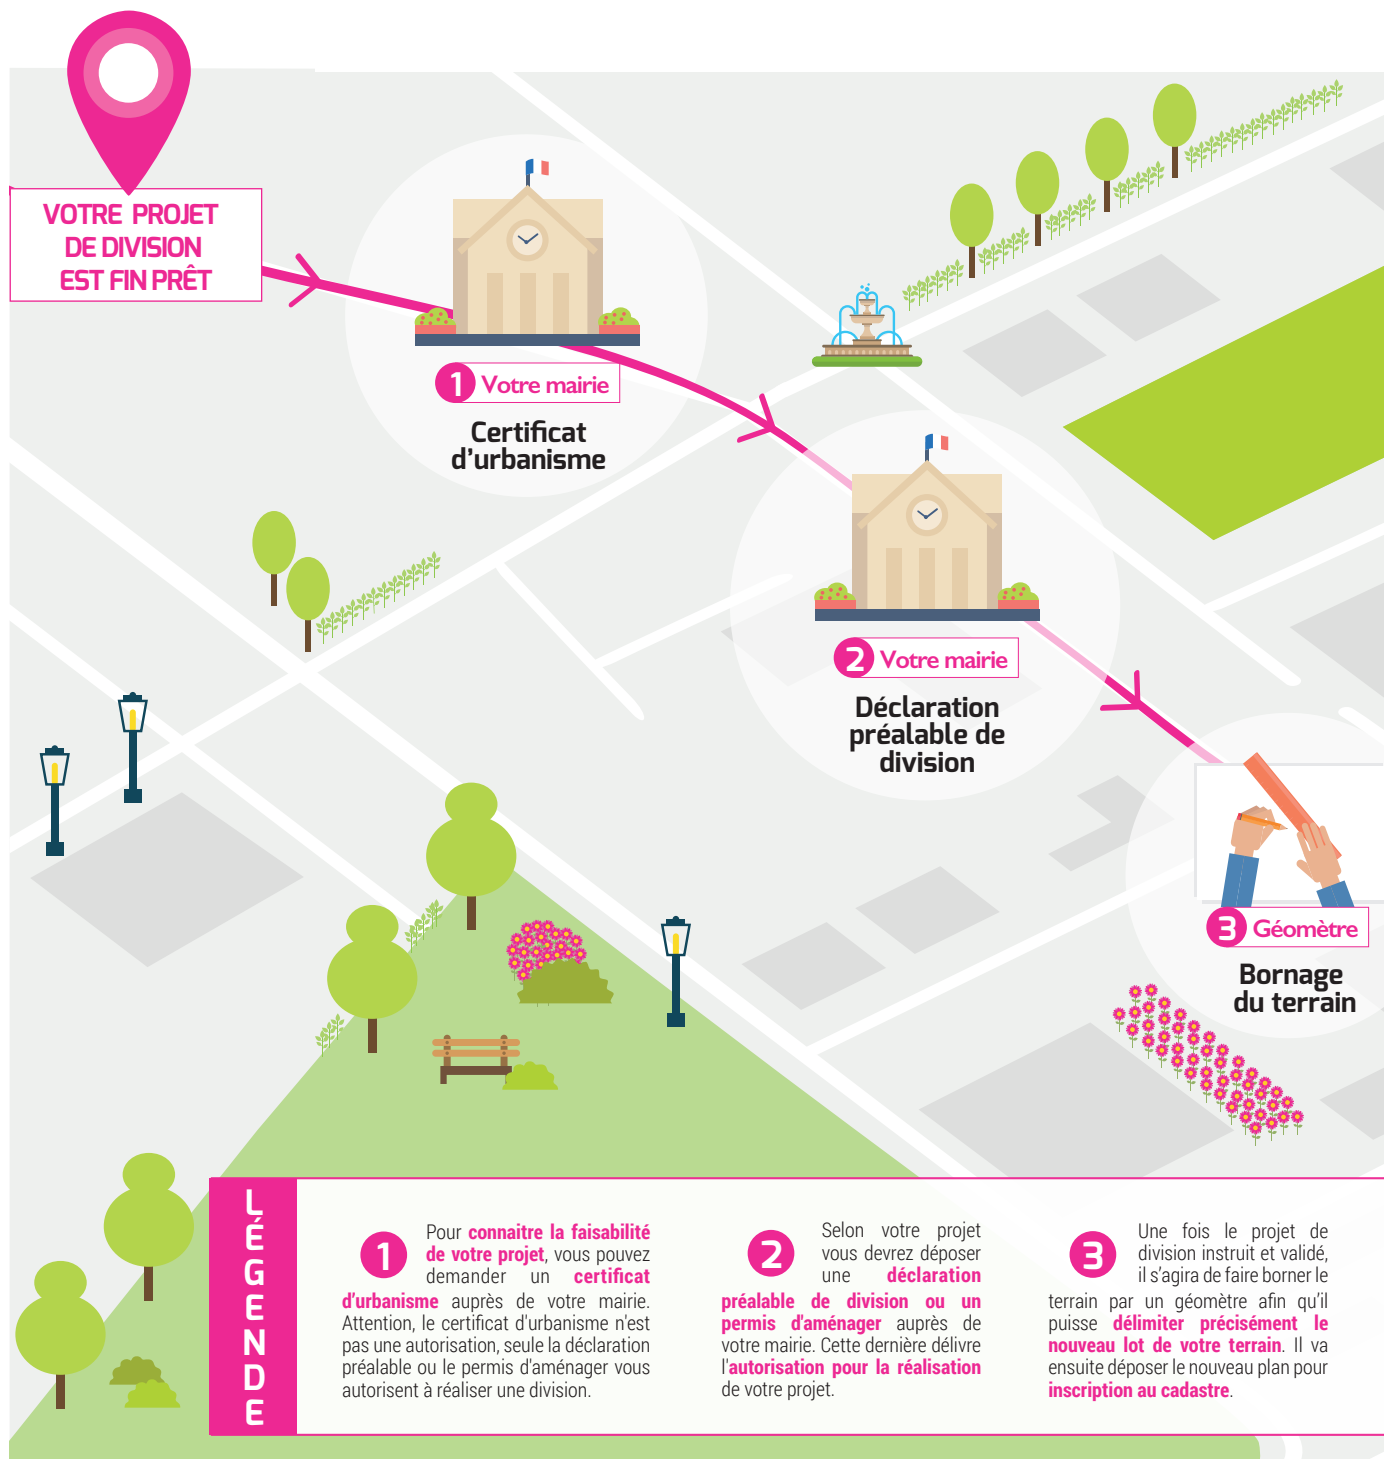 VOTRE PROJET
DE DIVISION
EST FIN PRÊT
1 Votre mairie
Certificat
d'urbanisme
2 Votre mairie
Déclaration
préalable de
division
3 Géomètre
Bornage
du terrain
LÉGENDE
1
Pour connaitre la faisabilité
de votre projet, vous pouvez
demander un certificat
d'urbanisme auprès de votre mairie.
Attention, le certificat d'urbanisme n'est
pas une autorisation, seule la déclaration
préalable ou le permis d'aménager vous
autorisent à réaliser une division.
2
Selon votre projet
vous devrez déposer
une déclaration
préalable de division ou un
permis d'aménager auprès de
votre mairie. Cette dernière délivre
l'autorisation pour la réalisation
de votre projet.
3
Une fois le projet de
division instruit et validé,
il s'agira de faire borner le
terrain par un géomètre afin qu'il
puisse délimiter précisément le
nouveau lot de votre terrain. Il va
ensuite déposer le nouveau plan pour
inscription au cadastre.